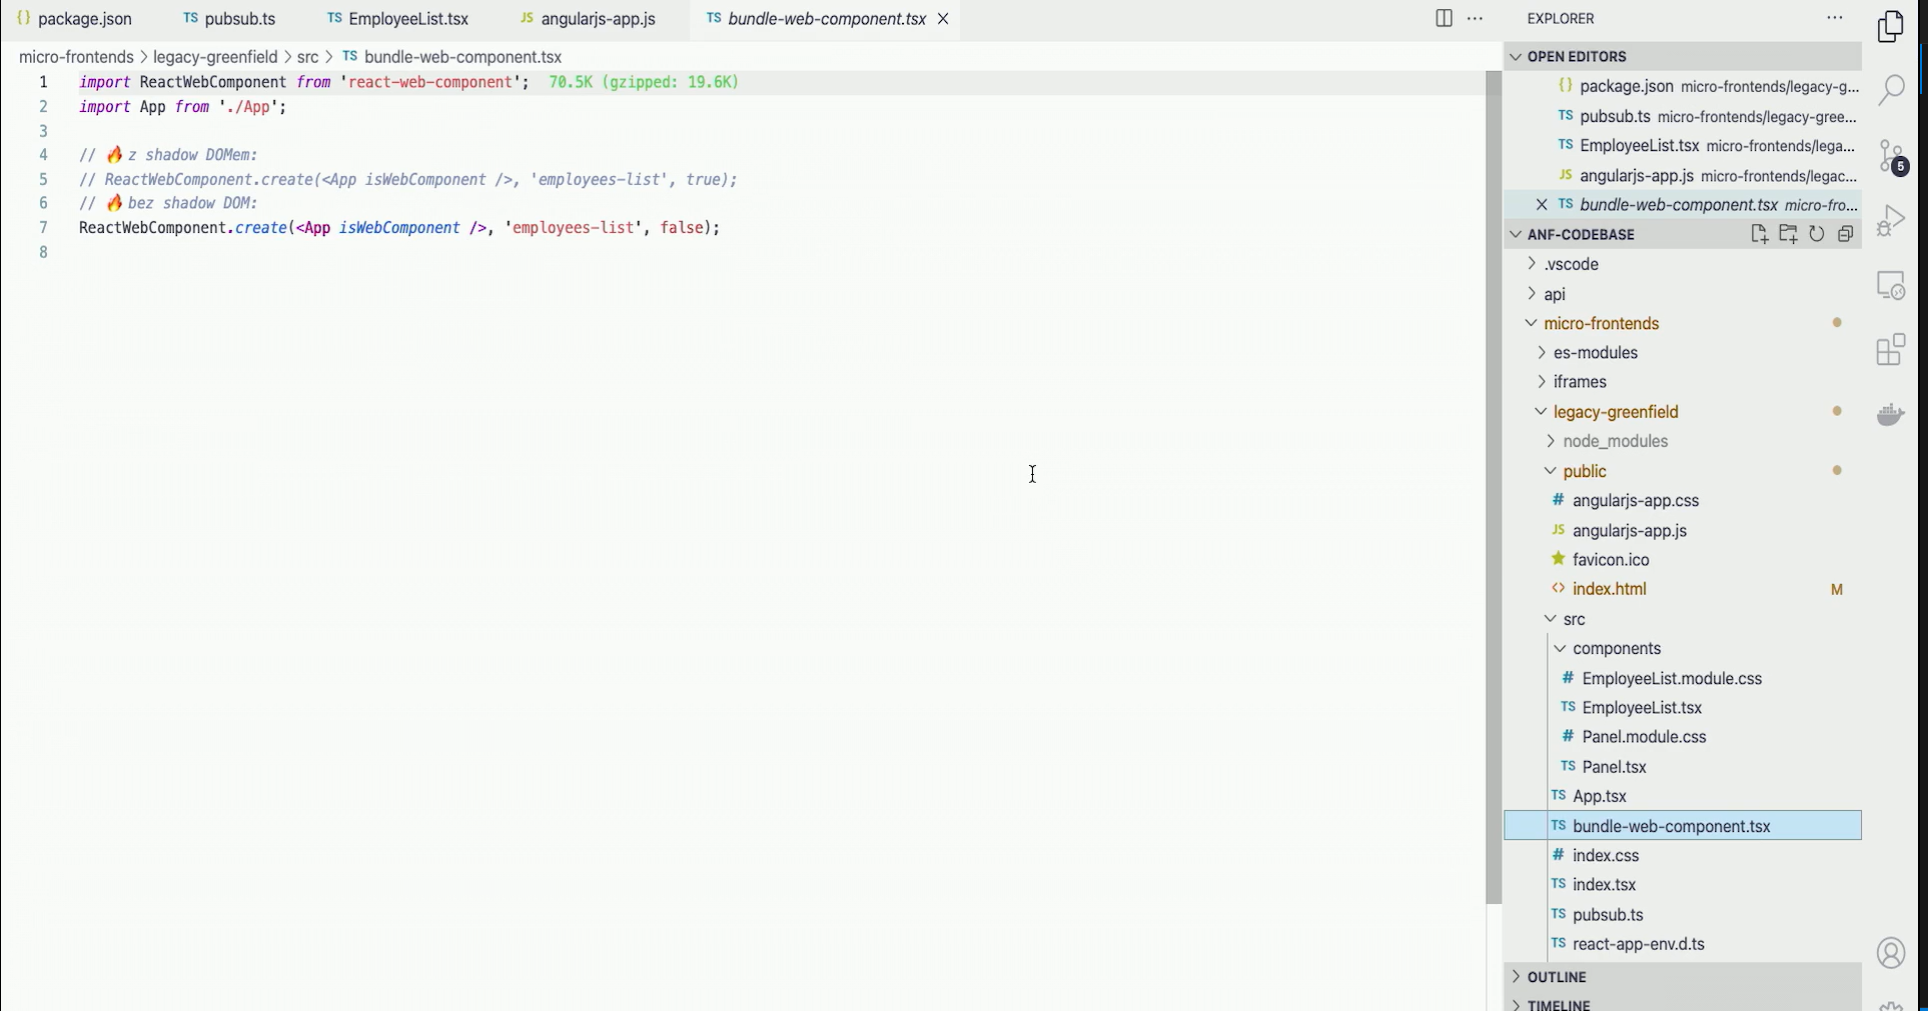 package.json
TS pubsub.ts
TS EmployeeList.tsx
JS angularjs-app.js
TS bundle-web-component.tsx
micro-frontends > legacy-greenfield > src > TS bundle-web-component.tsx
1 import ReactWebComponent from 'react-web-component'; 70.5K (gzipped: 19.6K)
2 import App from './App';
3
4 // 🔥 z shadow DOMem:
5 // ReactWebComponent.create(<App isWebComponent />, 'employees-list', true);
6 // 🔥 bez shadow DOM:
7 ReactWebComponent.create(<App isWebComponent />, 'employees-list', false);
8
EXPLORER
OPEN EDITORS
{} package.json micro-frontends/legacy-g...
TS pubsub.ts micro-frontends/legacy-gree...
TS EmployeeList.tsx micro-frontends/lega...
JS angularjs-app.js micro-frontends/legac...
TS bundle-web-component.tsx micro-fro...
ANF-CODEBASE
.vscode
api
micro-frontends
es-modules
iframes
legacy-greenfield
node_modules
public
# angularjs-app.css
JS angularjs-app.js
favicon.ico
<> index.html M
src
components
# EmployeeList.module.css
TS EmployeeList.tsx
# Panel.module.css
TS Panel.tsx
TS App.tsx
TS bundle-web-component.tsx
# index.css
TS index.tsx
TS pubsub.ts
TS react-app-env.d.ts
OUTLINE
TIMELINE
5